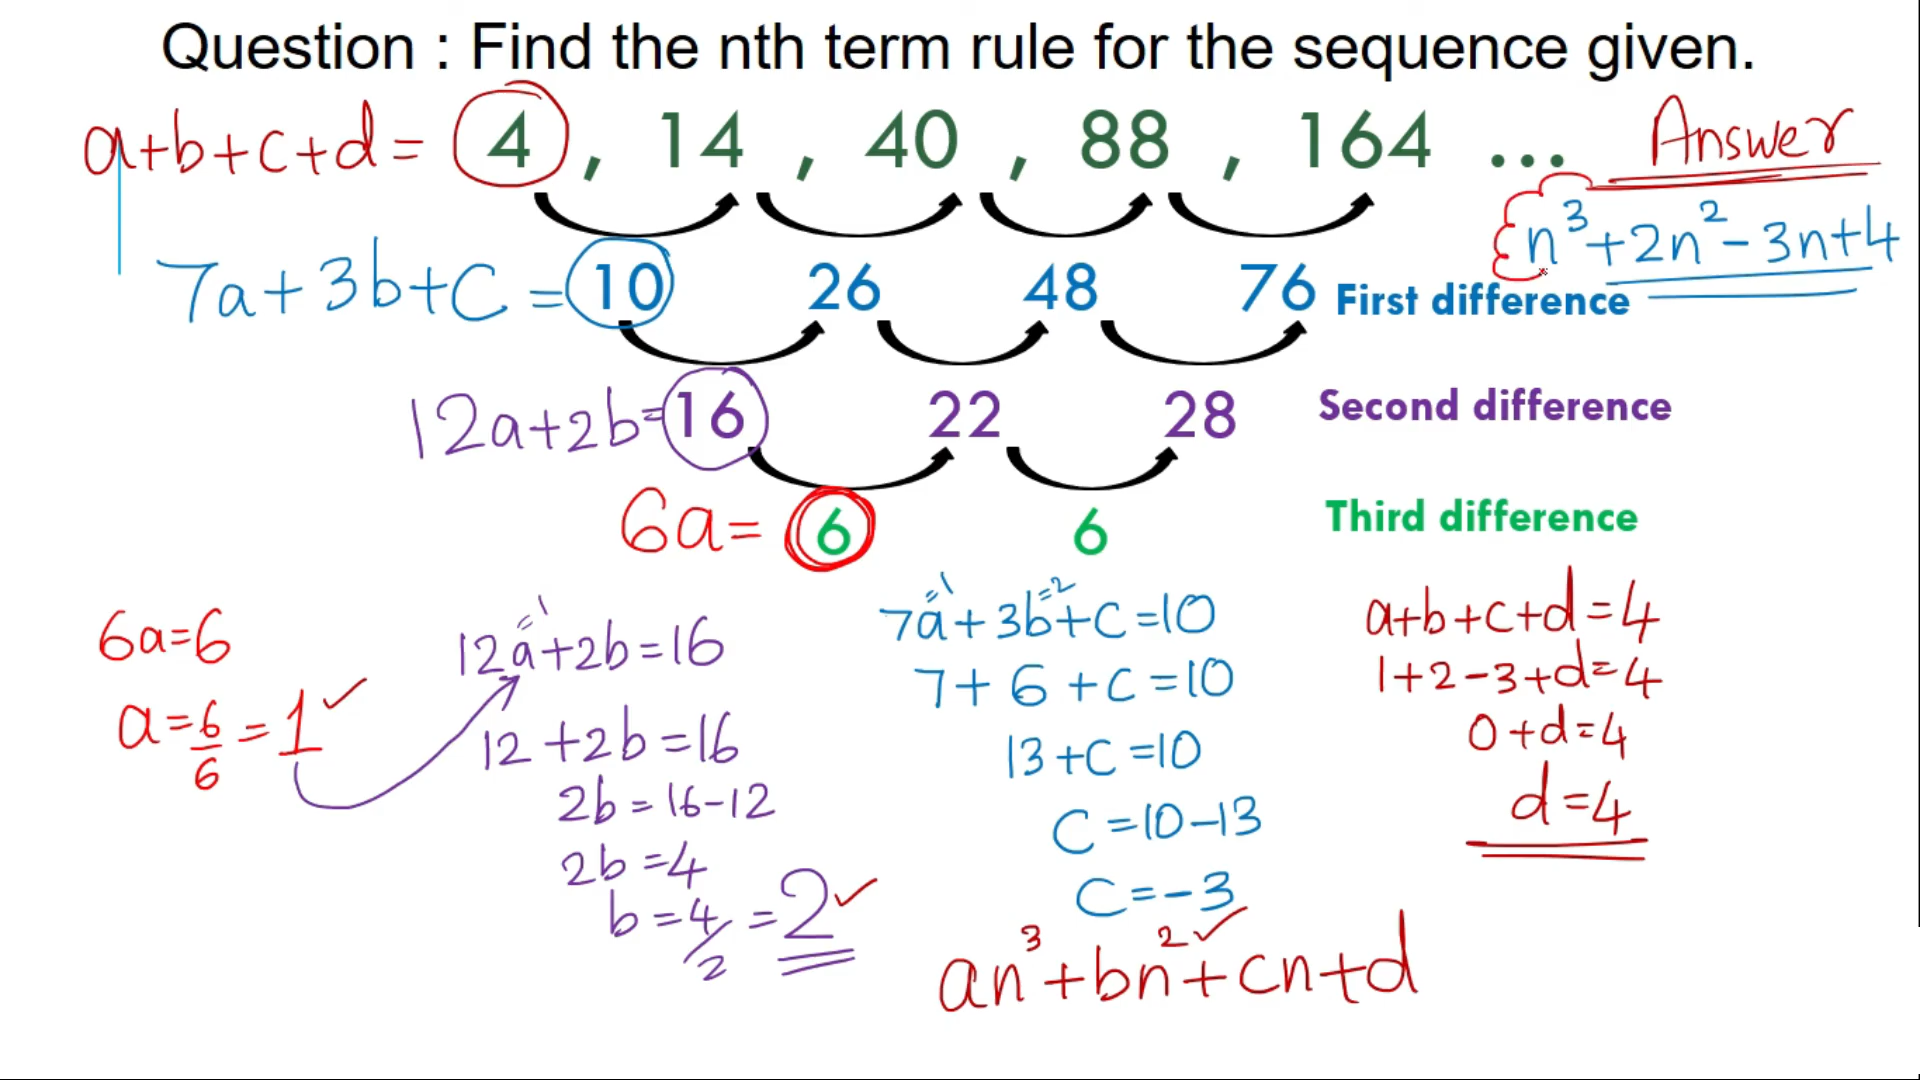 Question : Find the nth term rule for the sequence given.
a+b+c+d= 4 , 14 , 40 , 88 , 164 ... Answer
n³+2n²-3n+4
7a+3b+c= 10 26 48 76 First difference
12a+2b= 16 22 28 Second difference
6a= 6 6 Third difference
6a=6
a=6/6=1✓
12a+2b=16
=1
12+2b=16
2b=16-12
2b=4
b=4/2=2✓
7a+3b+c=10
=1 =2
7+6+c=10
13+c=10
c=10-13
c=-3✓
a+b+c+d=4
1+2-3+d=4
0+d=4
d=4
an³+bn²+cn+d